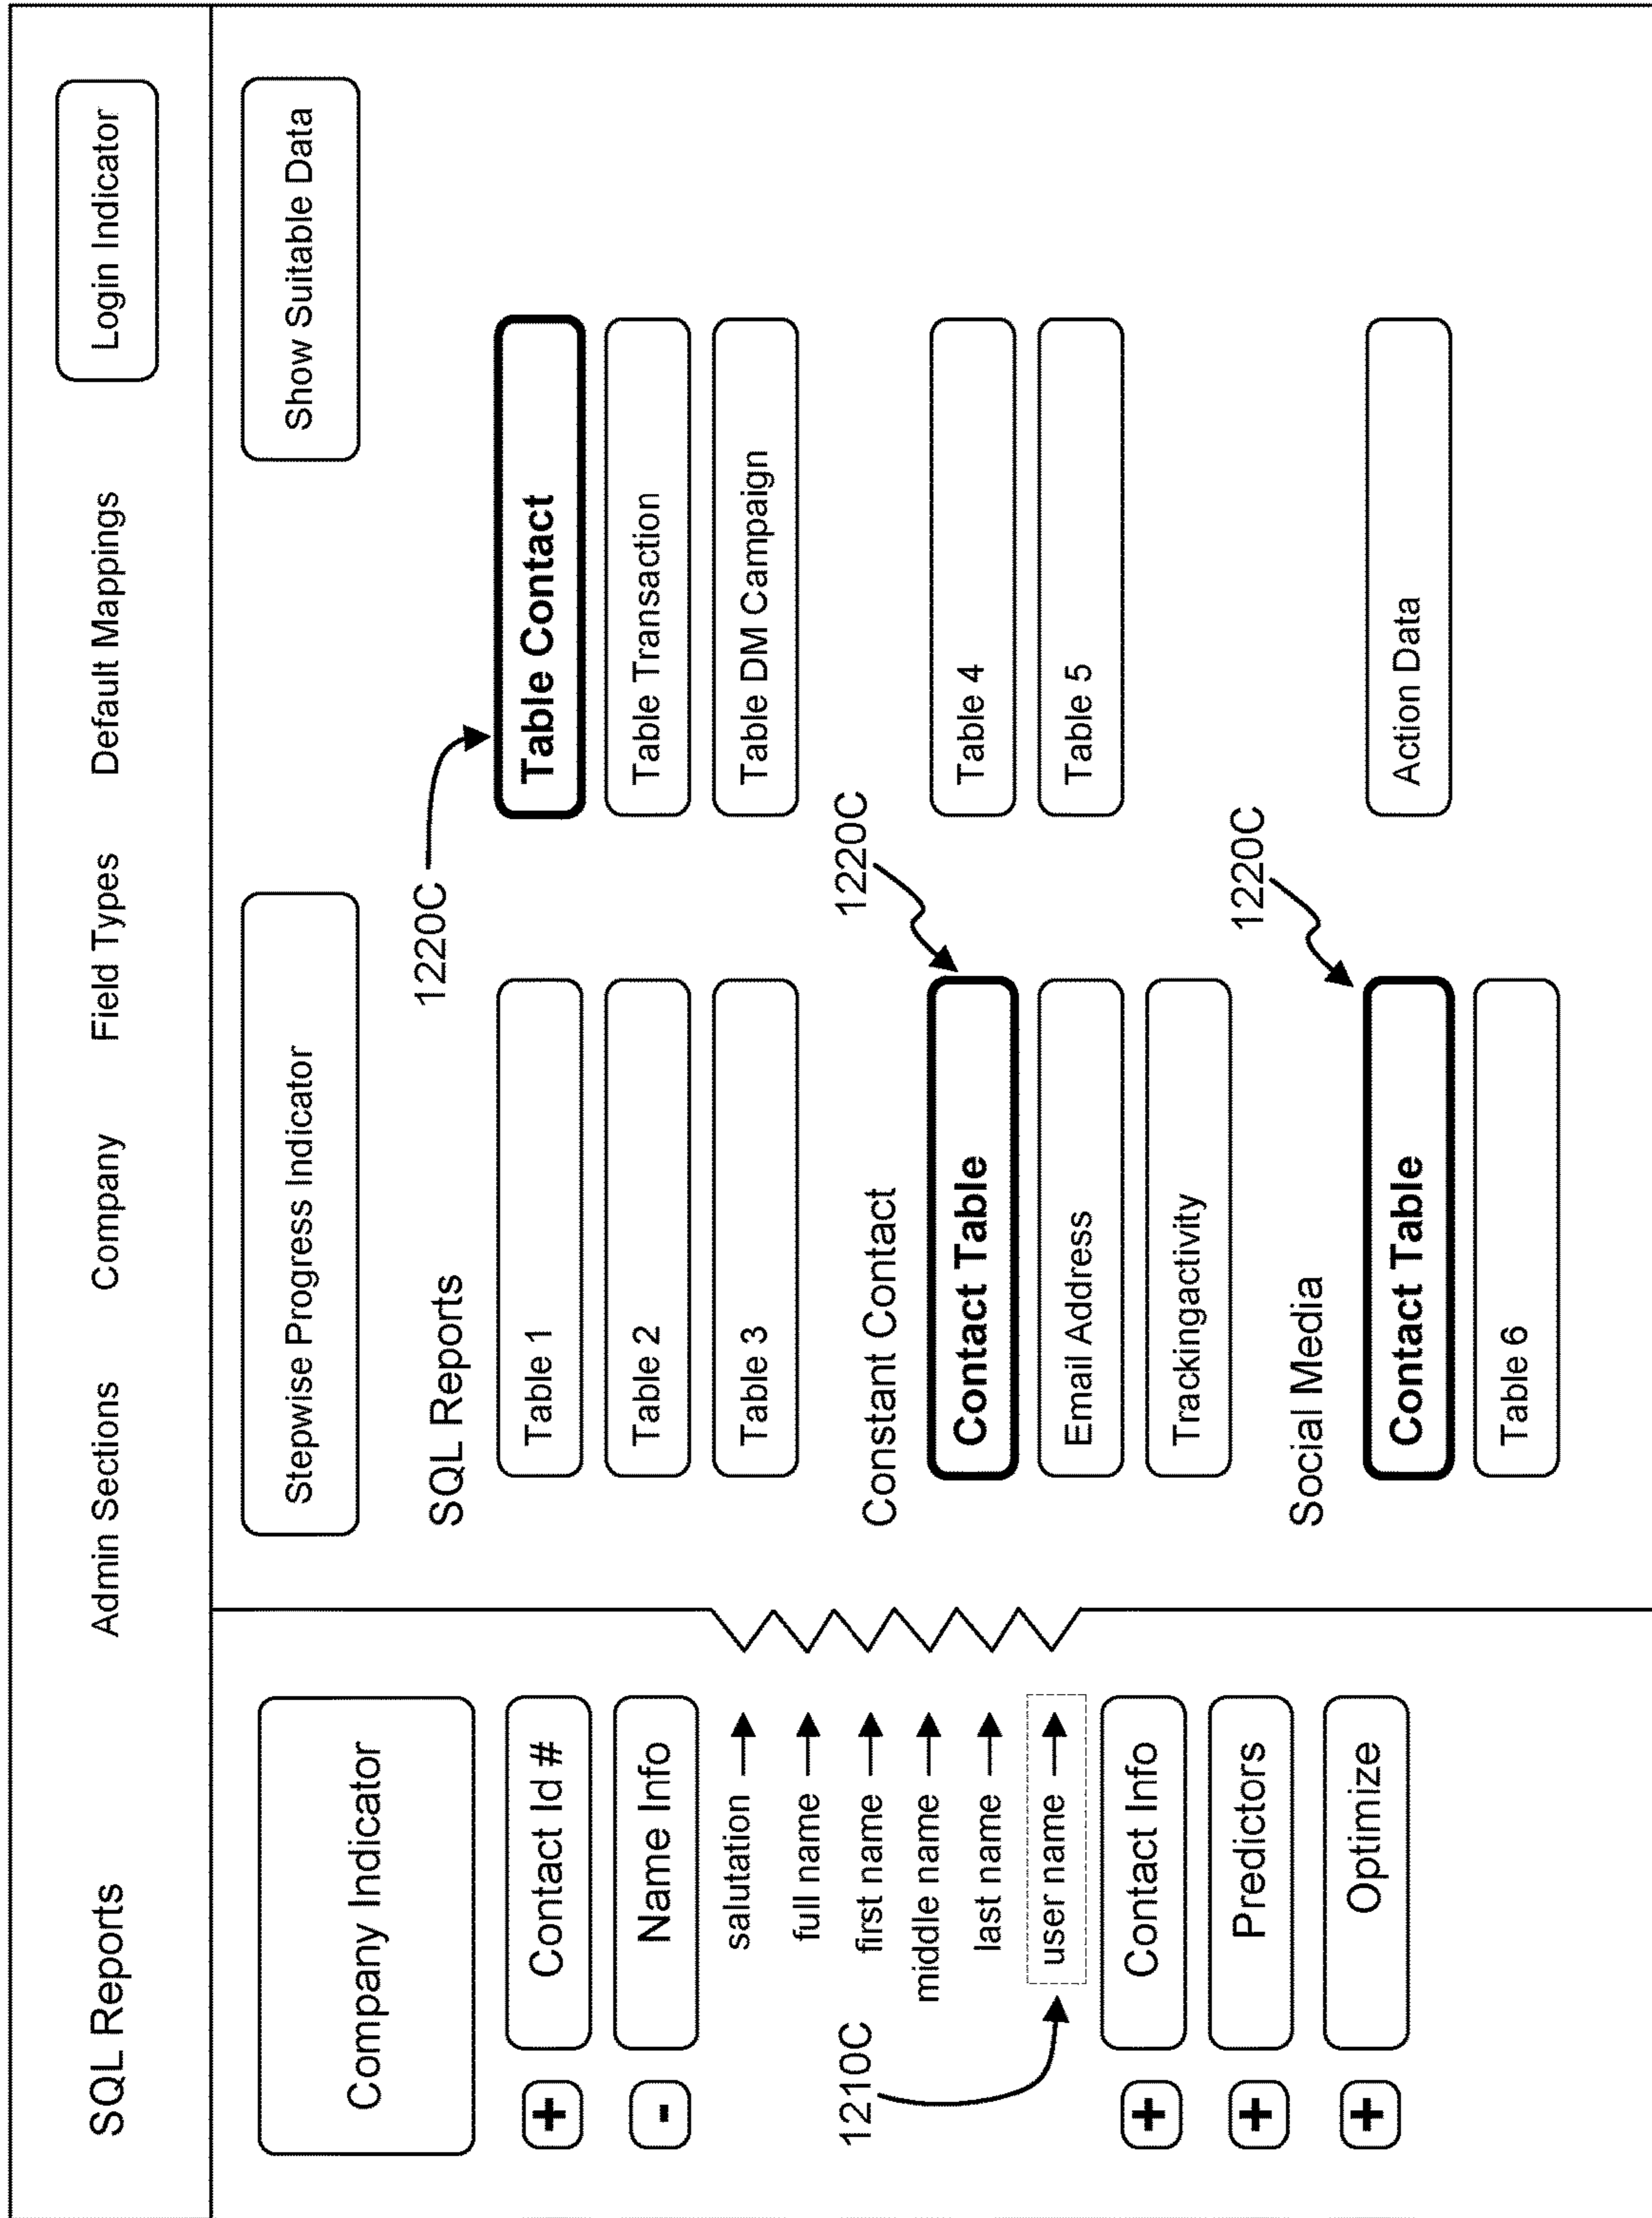 SQL Reports Admin Sections Company Field Types Default Mappings Login Indicator
Company Indicator
+ Contact Id #
- Name Info
salutation
full name
first name
middle name
last name
user name
1210C
+ Contact Info
+ Predictors
+ Optimize
Stepwise Progress Indicator Show Suitable Data
SQL Reports
1220C
Table 1 Table Contact
Table 2 Table Transaction
Table 3 Table DM Campaign
Constant Contact
1220C
Contact Table Table 4
Email Address Table 5
Trackingactivity
Social Media
1220C
Contact Table Action Data
Table 6